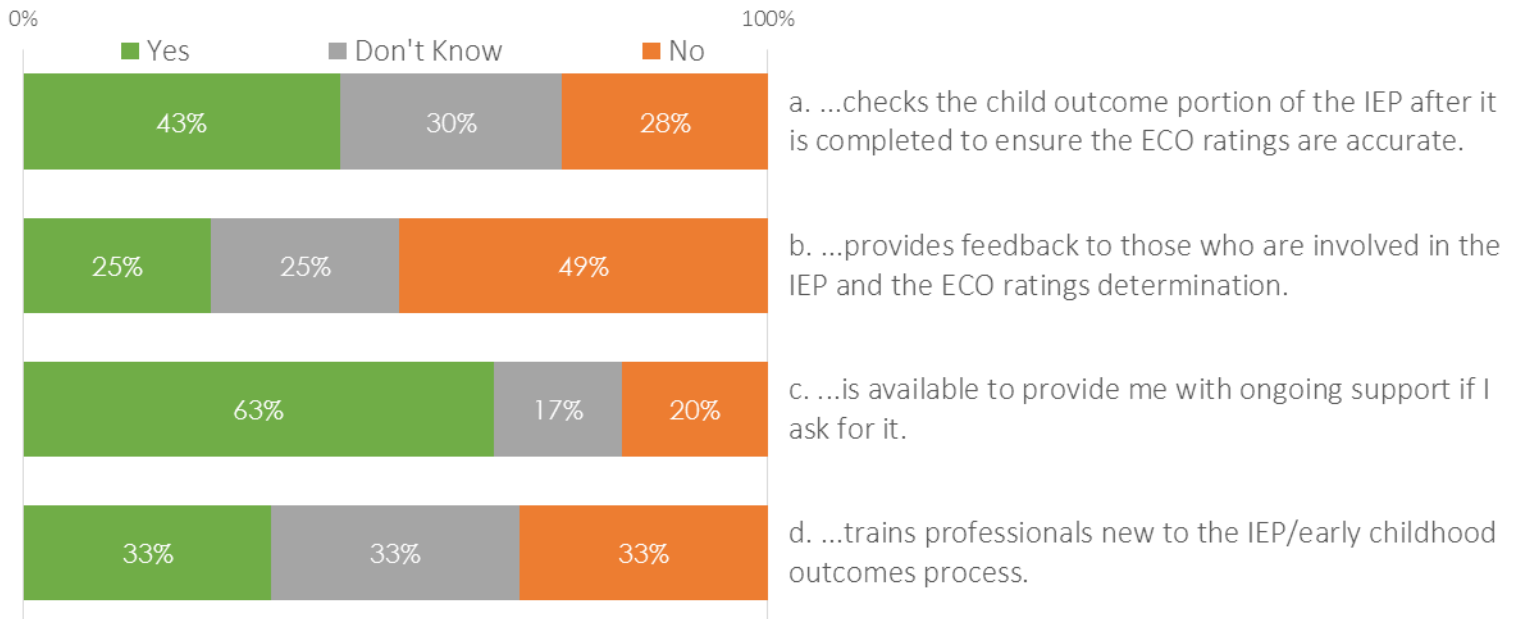 0%
100%
Yes
Don't Know
No
43%
30%
28%
a. ...checks the child outcome portion of the IEP after it
is completed to ensure the ECO ratings are accurate.
25%
25%
49%
b. ...provides feedback to those who are involved in the
IEP and the ECO ratings determination.
63%
17%
20%
c. ...is available to provide me with ongoing support if I
ask for it.
33%
33%
33%
d. ...trains professionals new to the IEP/early childhood
outcomes process.